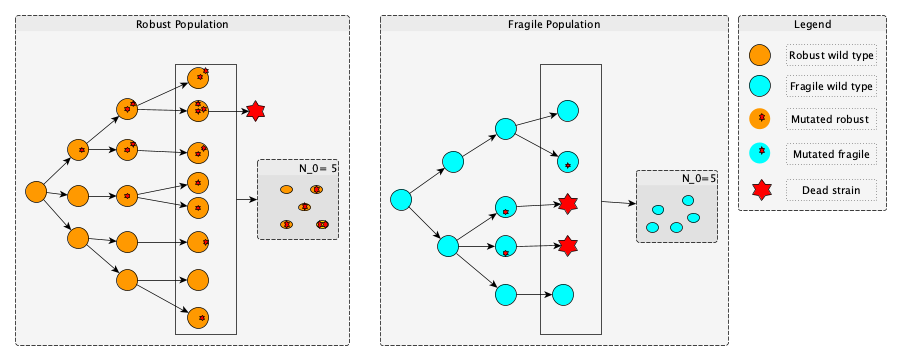 Robust Population
N_0= 5
Fragile Population
N_0=5
Legend
Robust wild type
Fragile wild type
Mutated robust
Mutated fragile
Dead strain